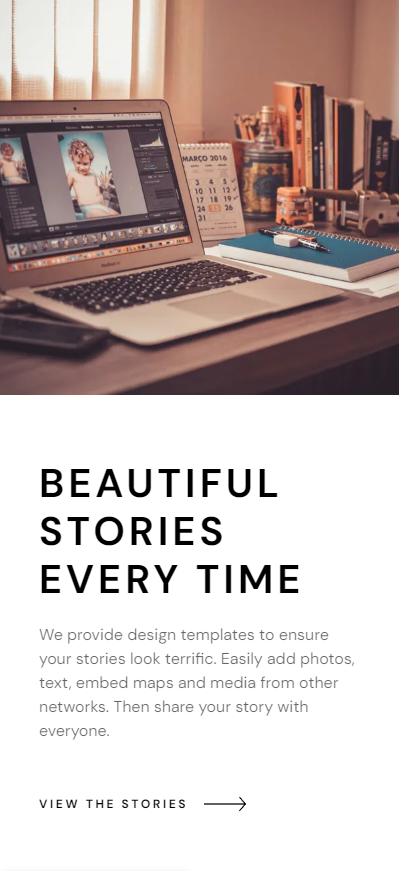 MARÇO 2016
BEAUTIFUL
STORIES
EVERY TIME
We provide design templates to ensure
your stories look terrific. Easily add photos,
text, embed maps and media from other
networks. Then share your story with
everyone.
VIEW THE STORIES